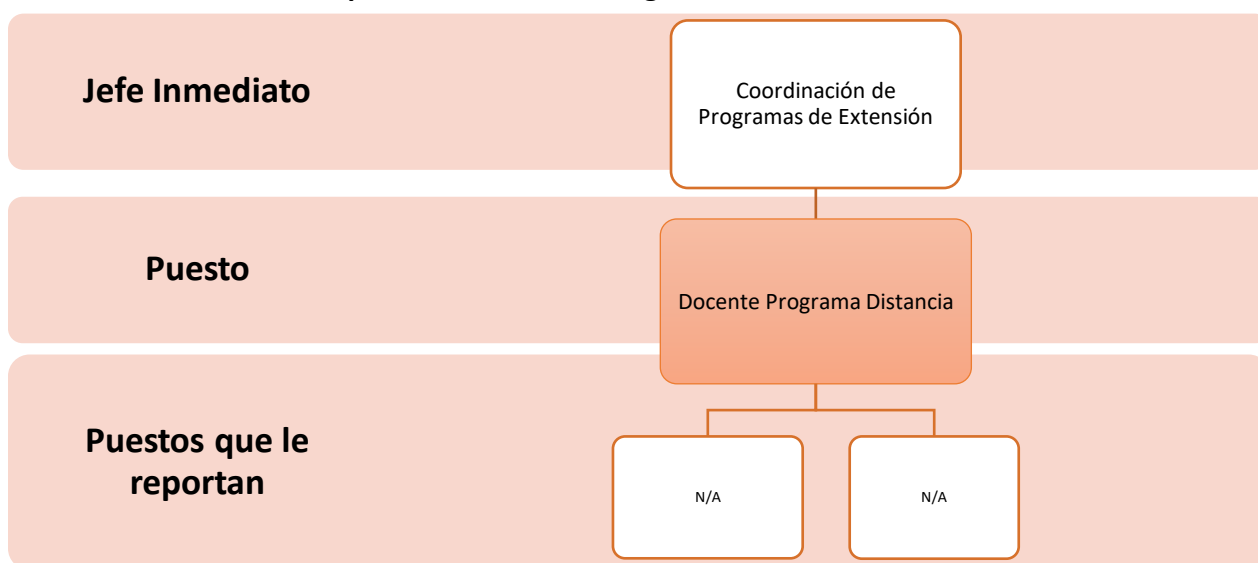 Jefe Inmediato
Coordinación de
Programas de Extensión
Puesto
Docente Programa Distancia
Puestos que le
reportan
N/A
N/A